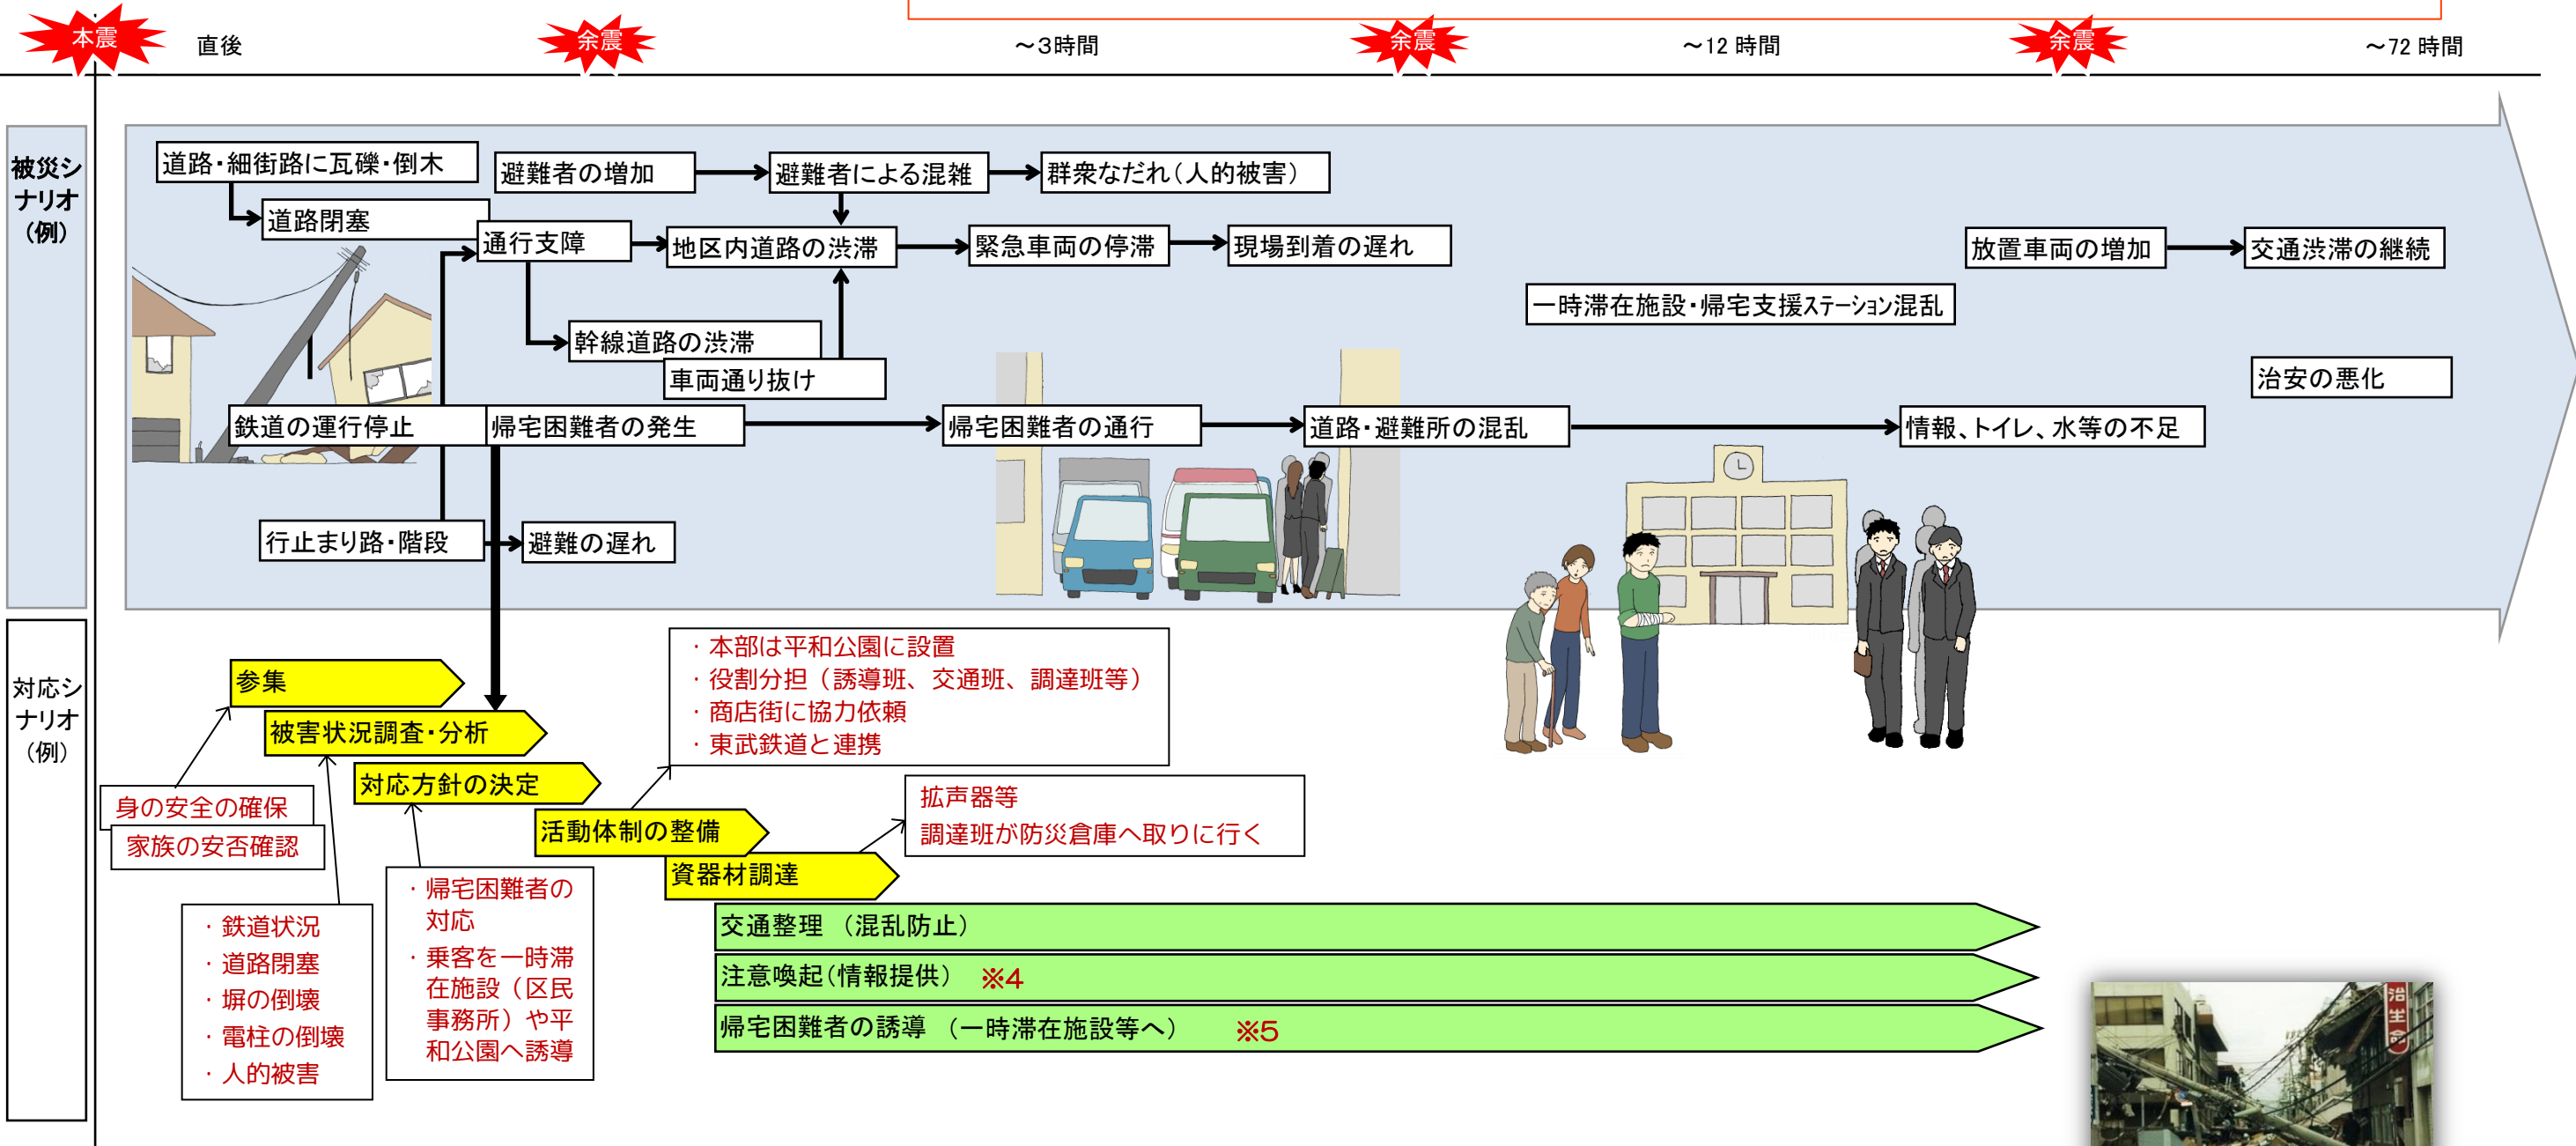 本震
直後
余震
～3時間
余震
～12 時間
余震
～72 時間
被災シ
ナリオ
（例）
道路・細街路に瓦礫・倒木
避難者の増加
避難者による混雑
群衆なだれ（人的被害）
道路閉塞
通行支障
地区内道路の渋滞
緊急車両の停滞
現場到着の遅れ
放置車両の増加
交通渋滞の継続
一時滞在施設・帰宅支援ステーション混乱
幹線道路の渋滞
車両通り抜け
治安の悪化
鉄道の運行停止
帰宅困難者の発生
帰宅困難者の通行
道路・避難所の混乱
情報、トイレ、水等の不足
行止まり路・階段
避難の遅れ
対応シ
ナリオ
（例）
参集
被害状況調査・分析
対応方針の決定
活動体制の整備
資器材調達
・本部は平和公園に設置
・役割分担（誘導班、交通班、調達班等）
・商店街に協力依頼
・東武鉄道と連携
身の安全の確保
家族の安否確認
拡声器等
調達班が防災倉庫へ取りに行く
・鉄道状況
・道路閉塞
・塀の倒壊
・電柱の倒壊
・人的被害
・帰宅困難者の
対応
・乗客を一時滞
在施設（区民
事務所）や平
和公園へ誘導
交通整理 （混乱防止）
注意喚起（情報提供） ※4
帰宅困難者の誘導 （一時滞在施設等へ） ※5
治生命